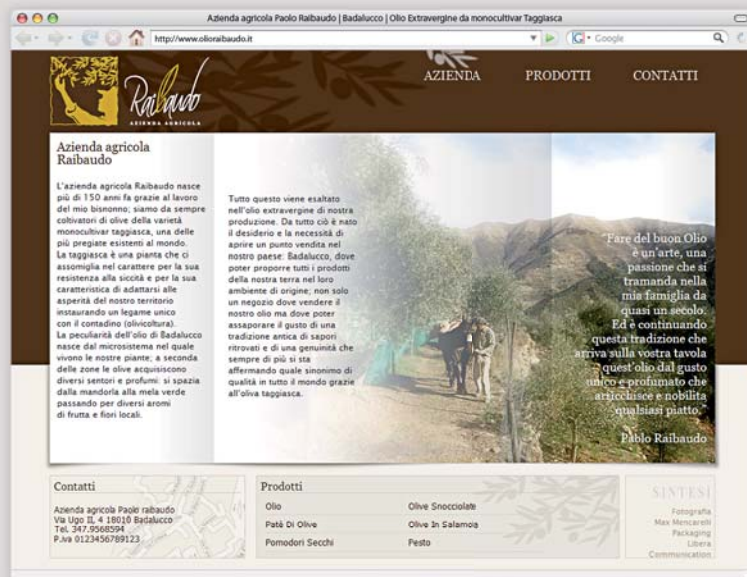 Azienda agricola Paolo Raibaudo | Badalucco | Olio Extravergine da monocultivar Taggiasca
http://www.olioraibaudo.it
Google
Raibaudo
AZIENDA AGRICOLA
AZIENDA PRODOTTI CONTATTI
Azienda agricola
Raibaudo
L'azienda agricola Raibaudo nasce
più di 150 anni fa grazie al lavoro
del mio bisnonno; siamo da sempre
coltivatori di olive della varietà
monocultivar taggiasca, una delle
più pregiate esistenti al mondo.
La taggiasca è una pianta che ci
assomiglia nel carattere per la sua
resistenza alla siccità e per la sua
caratteristica di adattarsi alle
asperità del nostro territorio
instaurando un legame unico
con il contadino (olivicoltura).
La peculiarità dell'olio di Badalucco
nasce dal microsistema nel quale
vivono le nostre piante; a seconda
delle zone le olive acquisiscono
diversi sentori e profumi: si spazia
dalla mandorla alla mela verde
passando per diversi aromi
di frutta e fiori locali.
Tutto questo viene esaltato
nell'olio extravergine di nostra
produzione. Da tutto ciò è nato
il desiderio e la necessità di
aprire un punto vendita nel
nostro paese: Badalucco, dove
poter proporre tutti i prodotti
della nostra terra nel loro
ambiente di origine; non solo
un negozio dove vendere il
nostro olio ma dove poter
assaporare il gusto di una
tradizione antica di sapori
ritrovati e di una genuinità che
sempre di più si sta
affermando quale sinonimo di
qualità in tutto il mondo grazie
all'oliva taggiasca.
"Fare del buon Olio
è un'arte, una
passione che si
tramanda nella
mia famiglia da
quasi un secolo.
Ed è continuando
questa tradizione che
arriva sulla vostra tavola
quest'olio dal gusto
unico e profumato che
arricchisce e nobilita
qualsiasi piatto."
Pablo Raibaudo
Contatti
Azienda agricola Paolo raibaudo
Via Ugo II, 4 18010 Badalucco
Tel. 347.9568594
P.iva 0123456789123
Prodotti
Olio
Patè Di Olive
Pomodori Secchi
Olive Snocciolate
Olive In Salamoia
Pesto
SINTESI
Fotografia
Max Mencarelli
Packaging
Libera
Communication